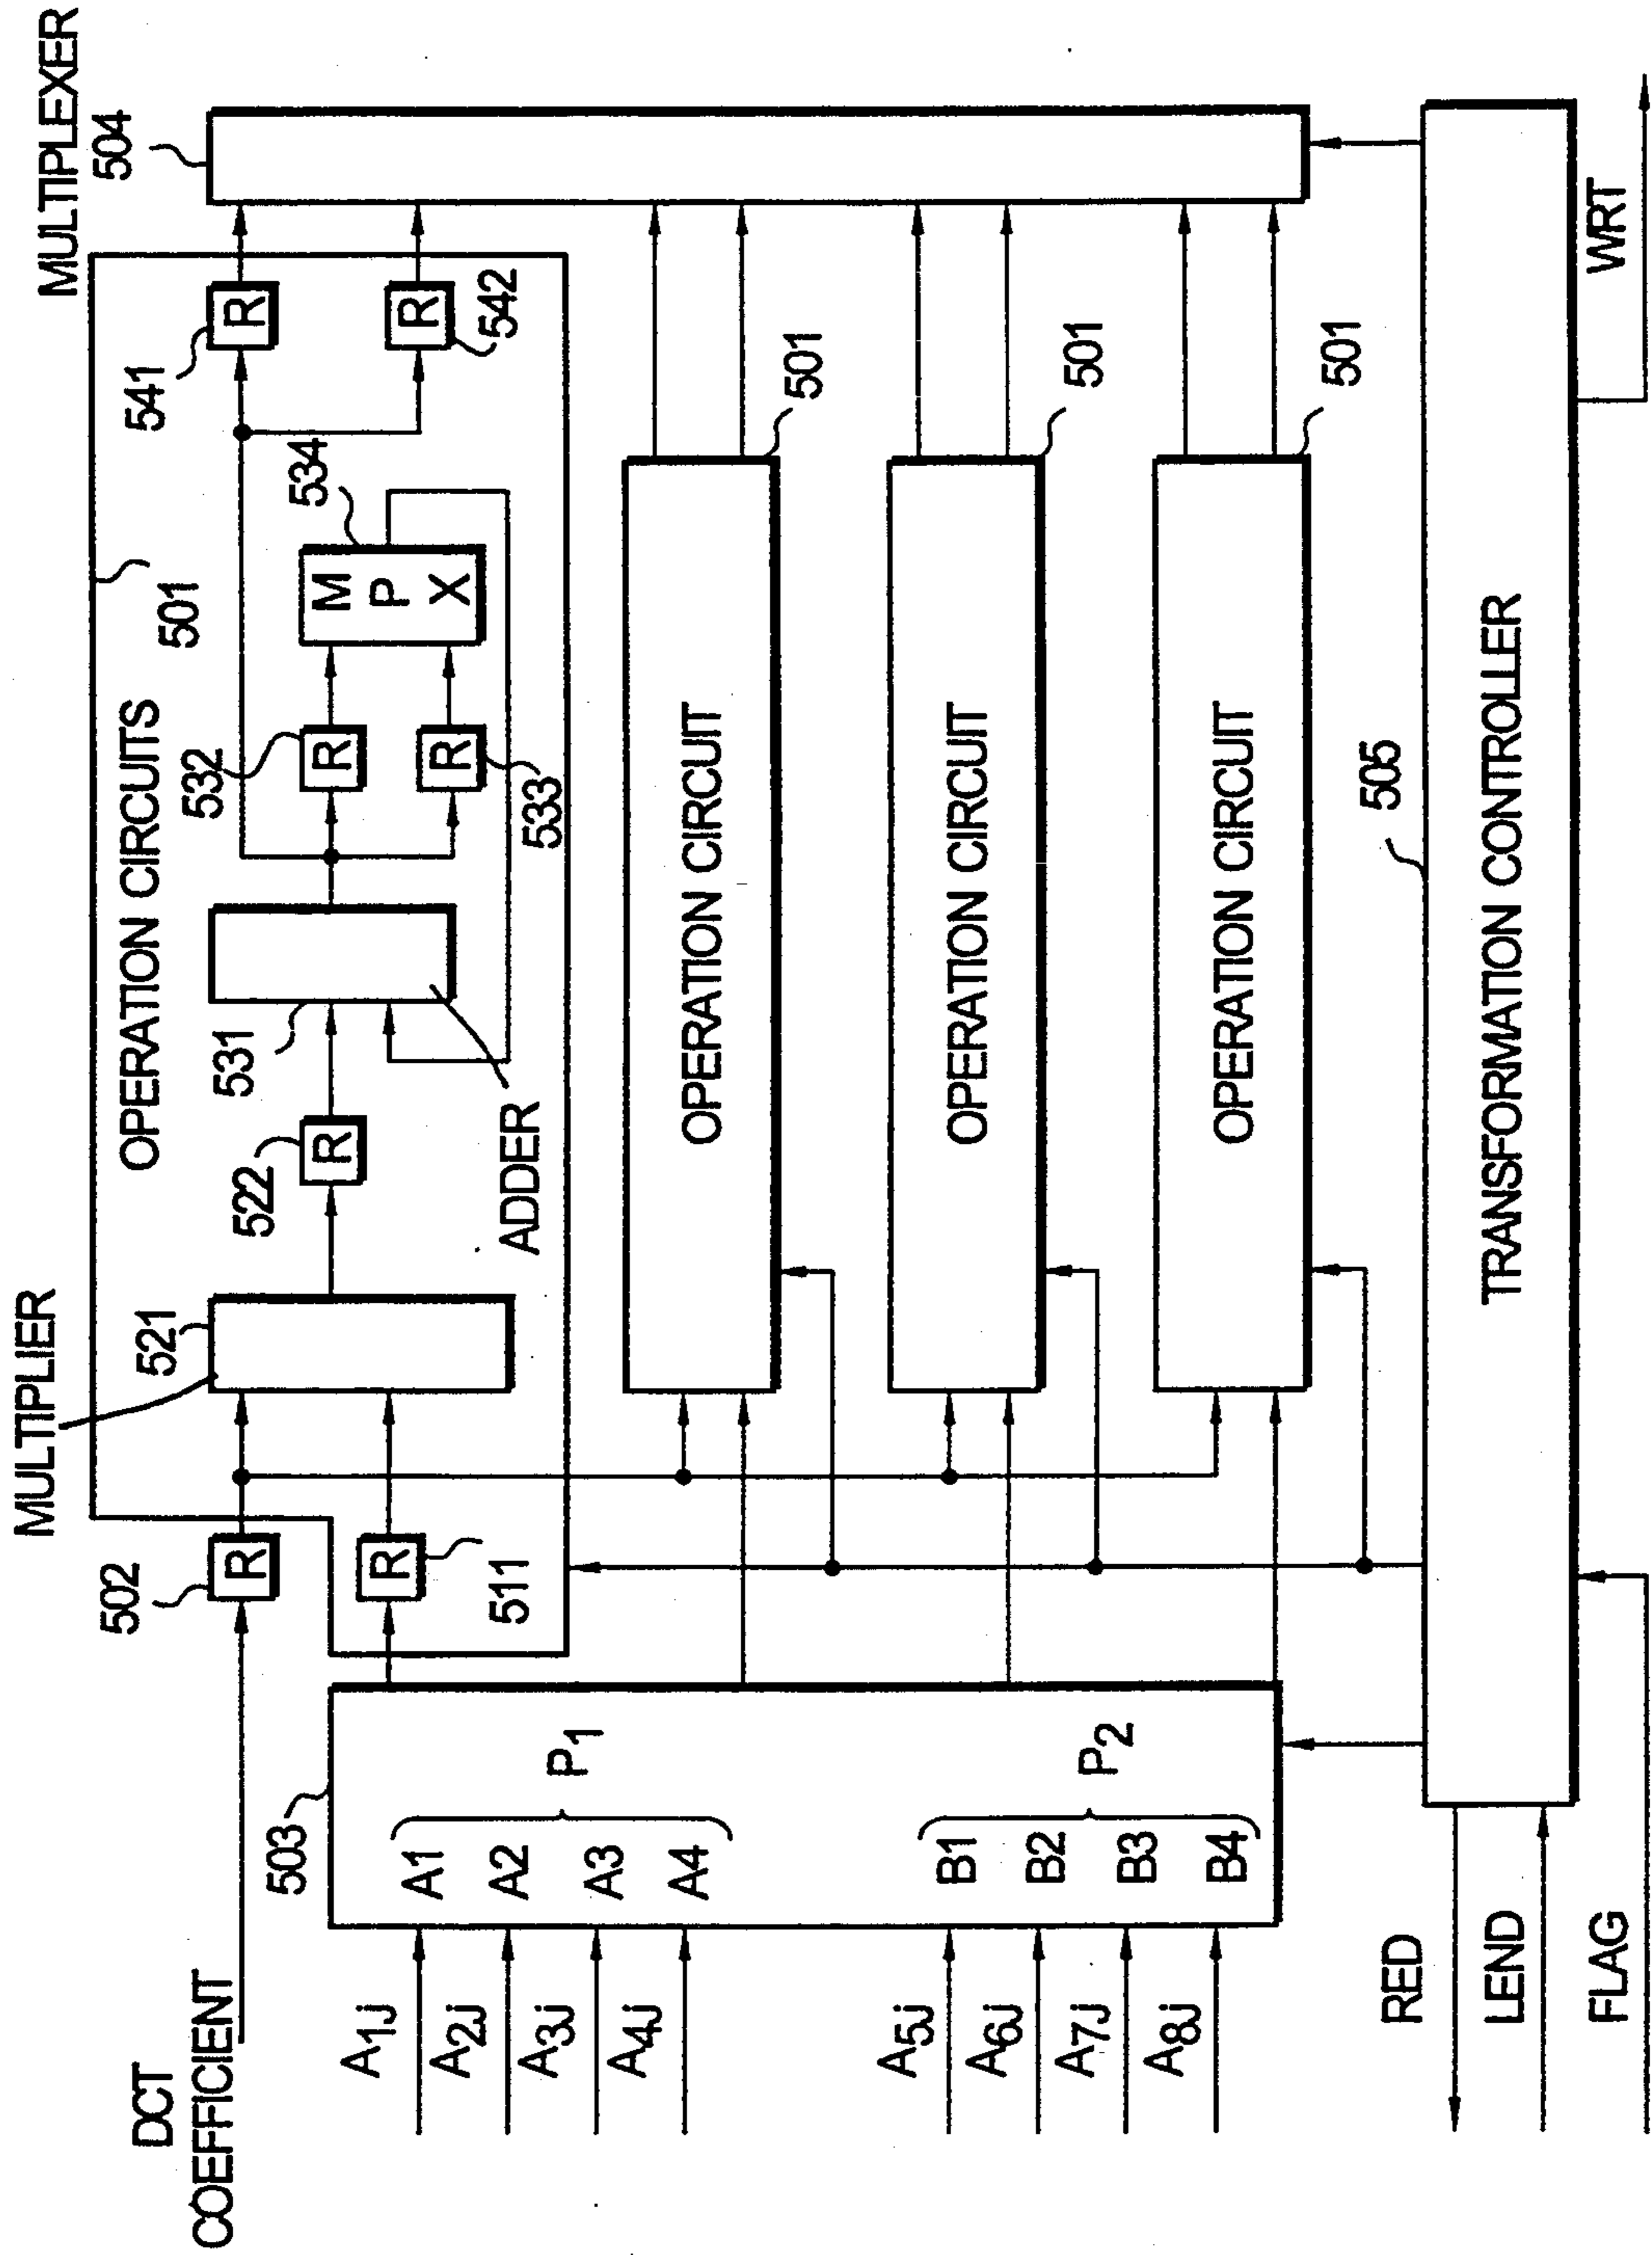 MULTIPLIER
MULTIPLEXER
DCT
COEFFICIENT
502
R
521
OPERATION CIRCUITS
501
541
R
504
522
R
531
532
R
534
M
P
X
R
542
503
R
511
ADDER
R
533
A1j
A2j
A3j
A4j
A1
A2
A3
A4
P1
OPERATION CIRCUIT
501
A5j
A6j
A7j
A8j
B1
B2
B3
B4
P2
OPERATION CIRCUIT
501
OPERATION CIRCUIT
501
505
RED
LEND
FLAG
TRANSFORMATION CONTROLLER
WRT